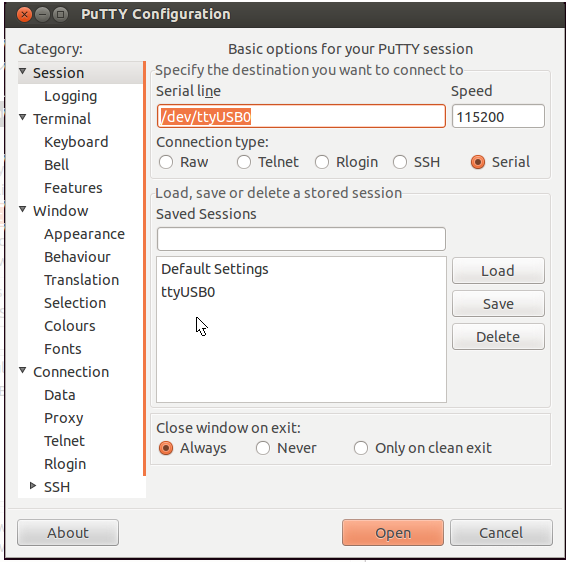 PuTTY Configuration
Category:
Session
Logging
Terminal
Keyboard
Bell
Features
Window
Appearance
Behaviour
Translation
Selection
Colours
Fonts
Connection
Data
Proxy
Telnet
Rlogin
SSH
Basic options for your PuTTY session
Specify the destination you want to connect to
Serial line Speed
/dev/ttyUSB0 115200
Connection type:
Raw Telnet Rlogin SSH Serial
Load, save or delete a stored session
Saved Sessions
Default Settings
ttyUSB0
Load
Save
Delete
Close window on exit:
Always Never Only on clean exit
About Open Cancel